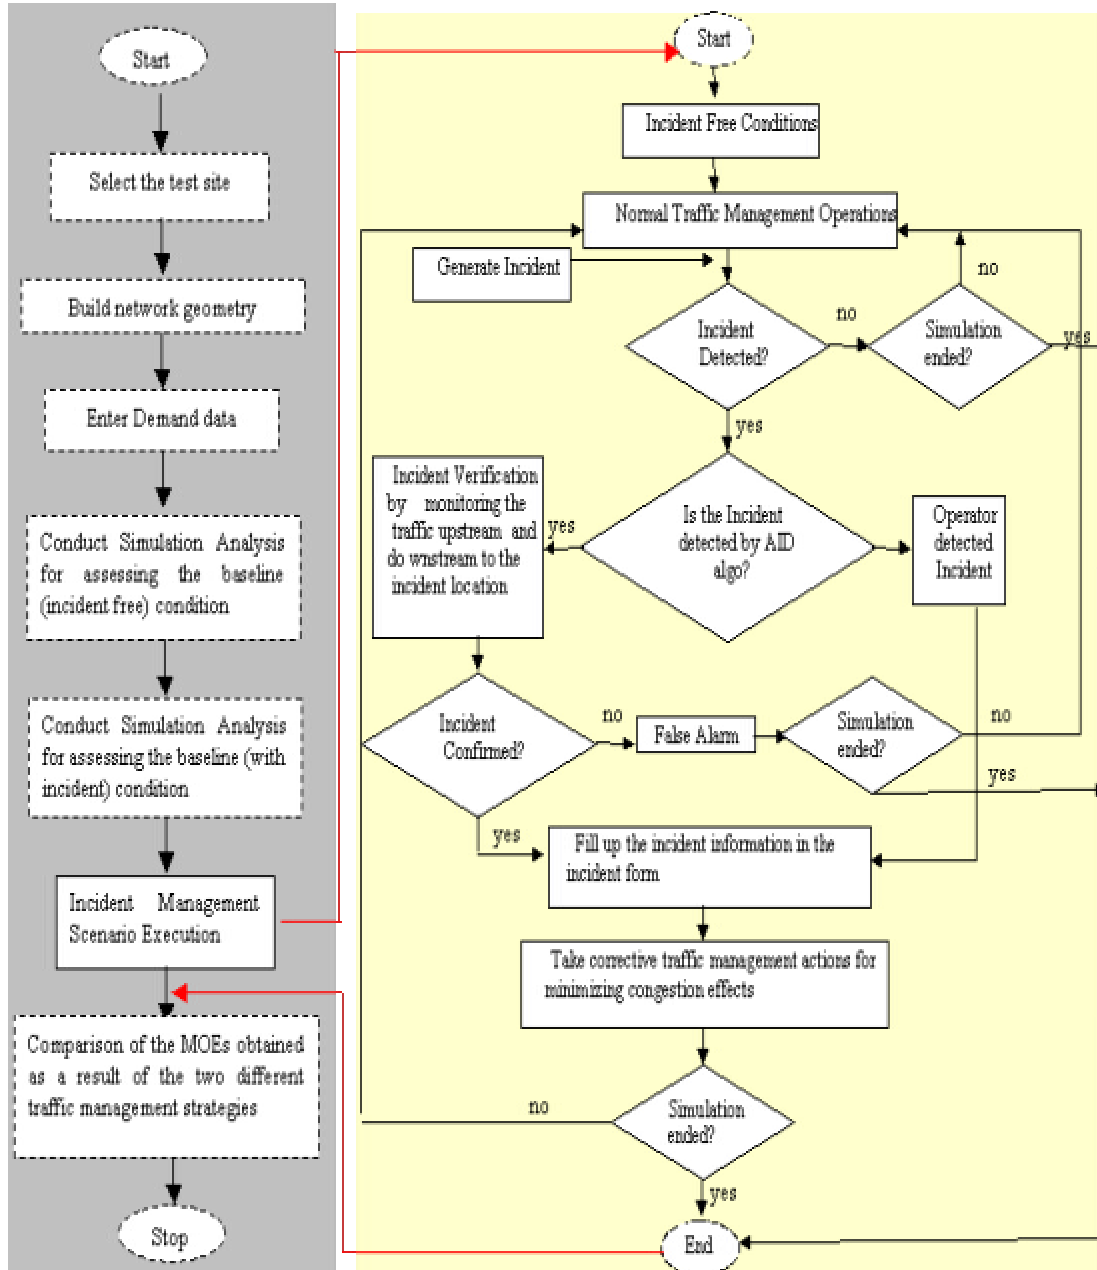 Start
Select the test site
Build network geometry
Enter Demand data
Conduct Simulation Analysis
for assessing the baseline
(incident free) condition
Conduct Simulation Analysis
for assessing the baseline (with
incident) condition
Incident Management
Scenario Execution
Comparison of the MOEs obtained
as a result of the two different
traffic management strategies
Stop
Start
Incident Free Conditions
Normal Traffic Management Operations
Generate Incident
Incident
Detected?
no
Simulation
ended?
no
yes
yes
Is the Incident
detected by AID
algo?
yes
Incident Verification
by monitoring the
traffic upstream and
do wnstream to the
incident location
Operator
detected
Incident
Incident
Confirmed?
no
False Alarm
Simulation
ended?
no
yes
yes
Fill up the incident information in the
incident form
Take corrective traffic management actions for
minimizing congestion effects
Simulation
ended?
no
yes
End